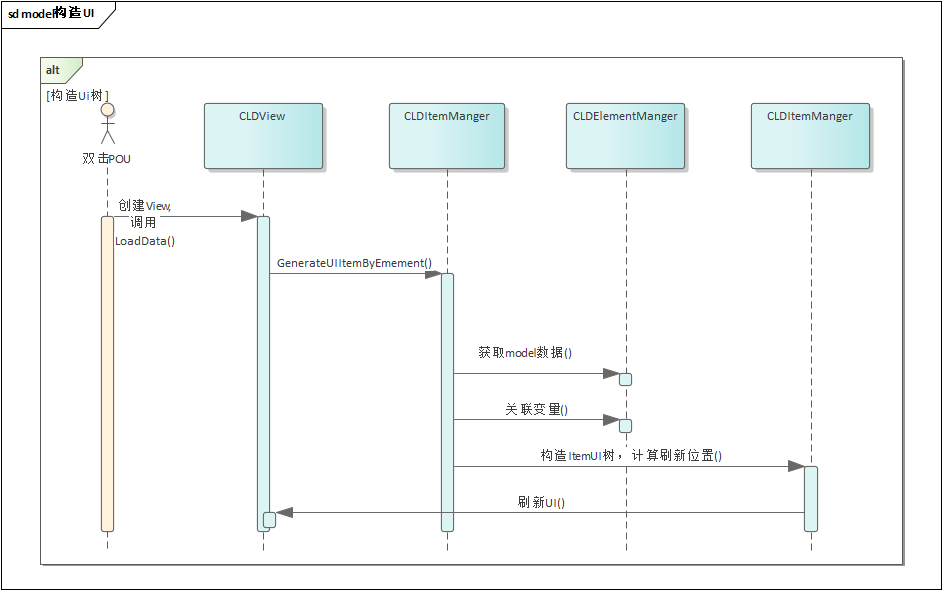 sd model构造UI
alt
[构造Ui树]
CLDView
CLDItemManger
CLDElementManger
CLDItemManger
双击POU
创建View,
调用
LoadData()
GenerateUIItemByEmement()
获取model数据()
关联变量()
构造ItemUI树，计算刷新位置()
刷新UI()